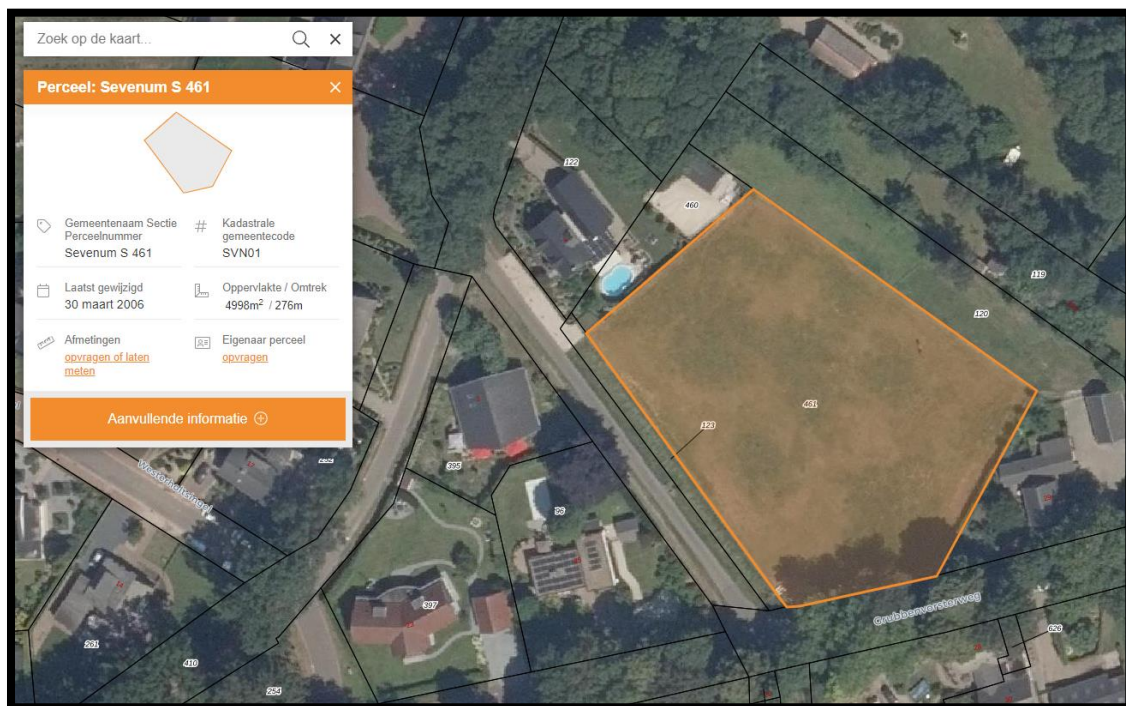 Zoek op de kaart...
Perceel: Sevenum S 461
Gemeentenaam Sectie
Perceelnummer
Sevenum S 461
Kadastrale
gemeentecode
SVN01
Laatst gewijzigd
30 maart 2006
Oppervlakte / Omtrek
4998m² / 276m
Afmetingen
opvragen of laten
meten
Eigenaar perceel
opvragen
Aanvullende informatie
122
460
119
120
461
123
395
96
Westerholtsingel
397
Grubbenvorsterweg
626
261
410
254